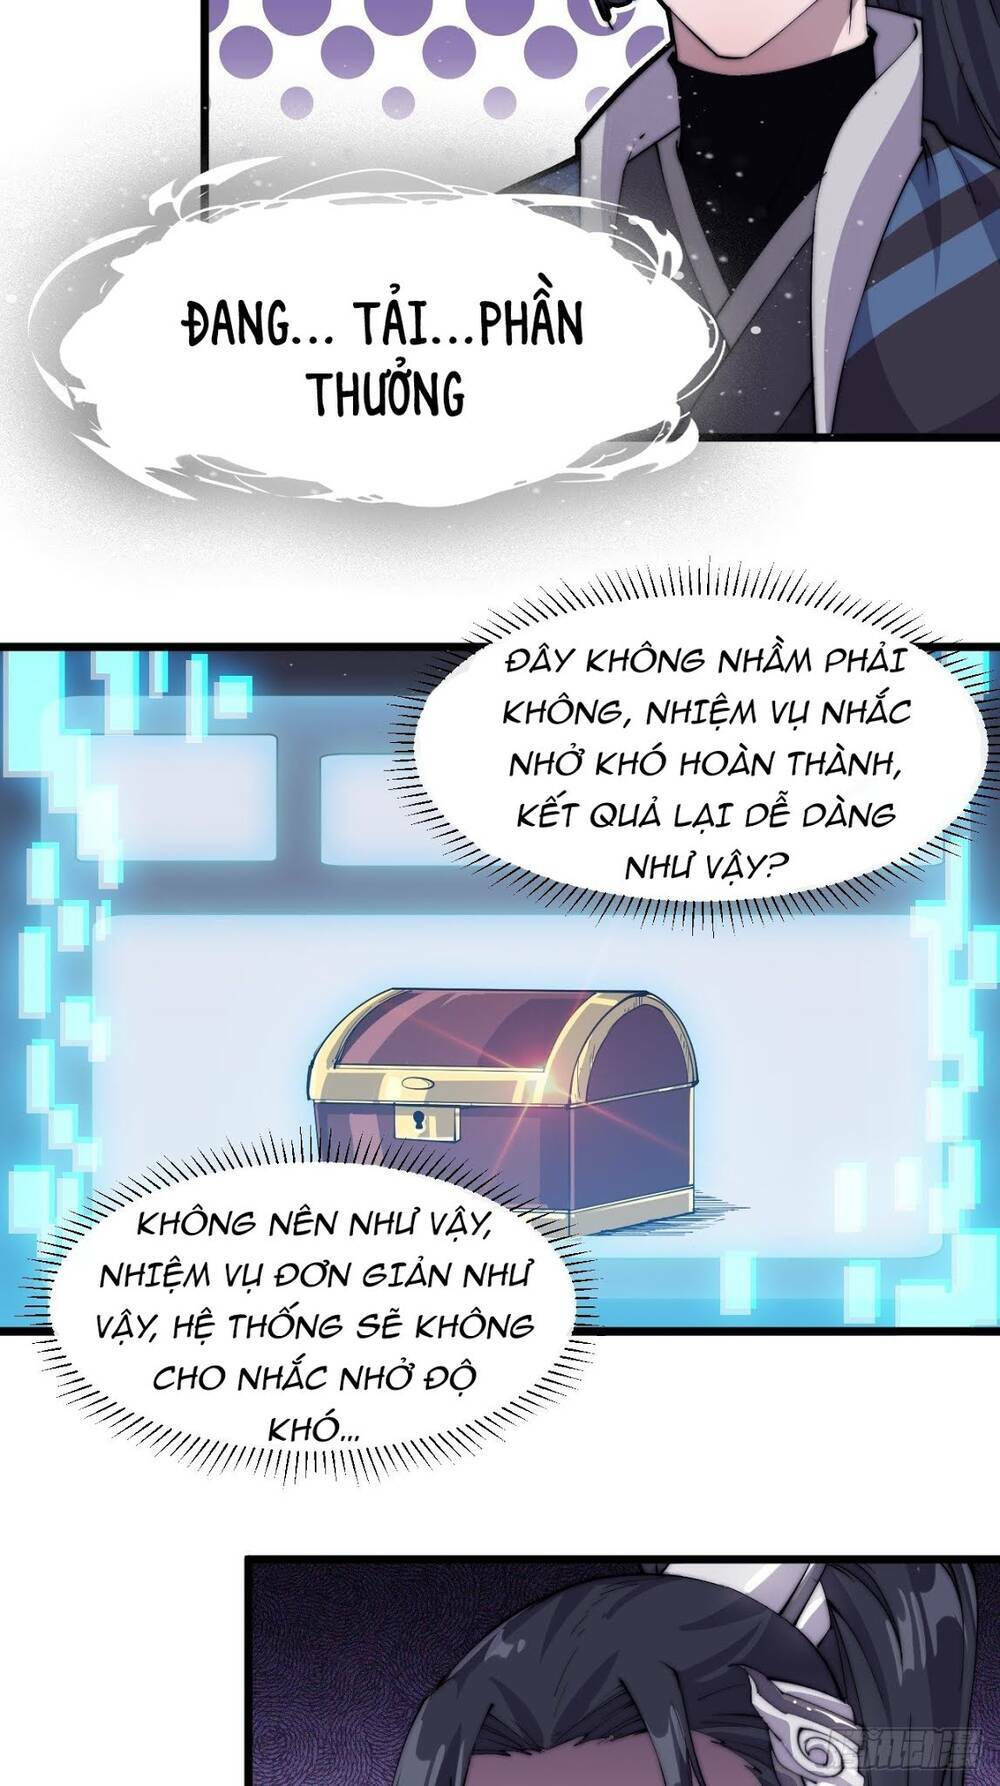 ĐANG... TẢI...PHẦN
THƯỞNG
ĐÂY KHÔNG NHẦM PHẢI
KHÔNG, NHIỆM VỤ NHẮC
NHỞ KHÓ HOÀN THÀNH,
KẾT QUẢ LẠI DỄ DÀNG
NHƯ VẬY?
KHÔNG NÊN NHƯ VẬY,
NHIỆM VỤ ĐƠN GIẢN NHƯ
VẬY, HỆ THỐNG SẼ KHÔNG
CHO NHẮC NHỞ ĐỘ
KHÓ...